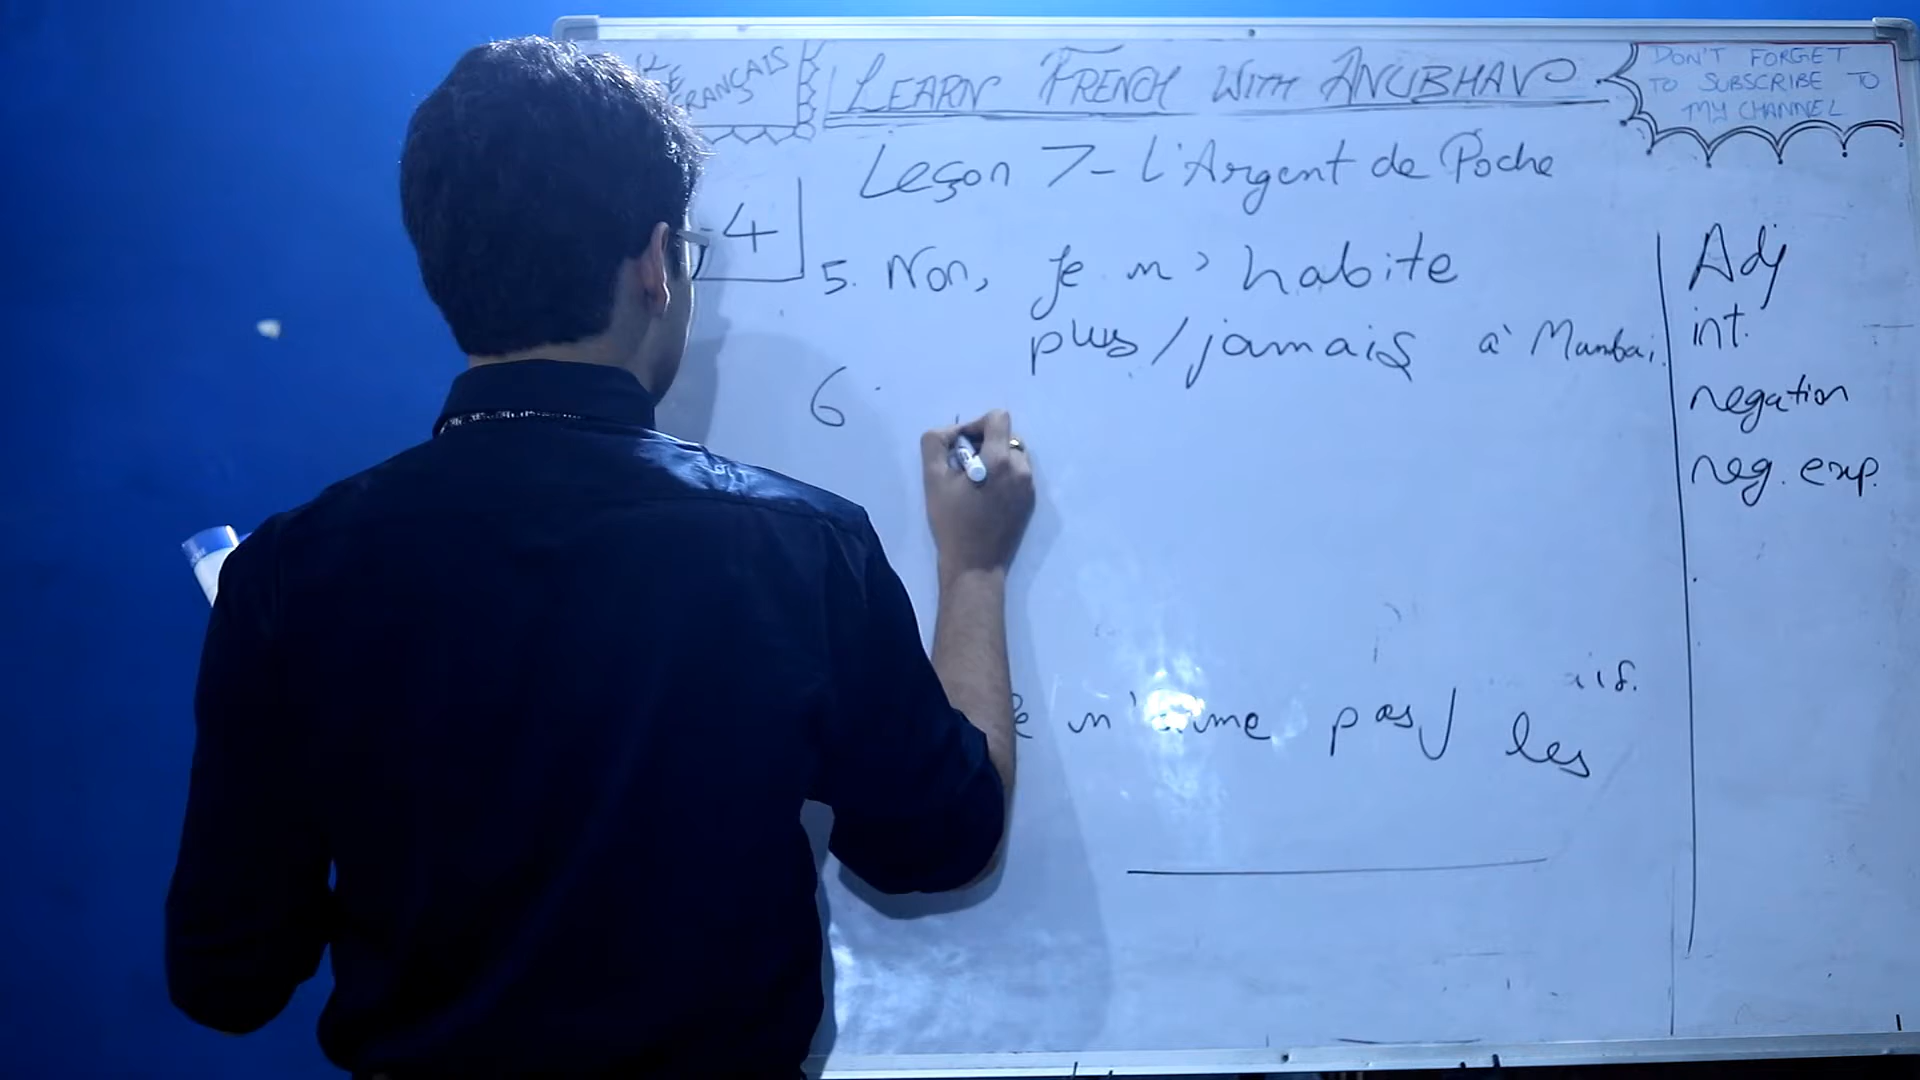 FRANÇAIS
LEARN FRENCH WITH ANUBHAV
DON'T FORGET
TO SUBSCRIBE TO
MY CHANNEL
Leçon 7- L'Argent de Poche
-4
5. Non, je n'habite
plus/jamais à Mumbai.
6.
n'aime pas les
Adj
int.
negation
neg. exp.